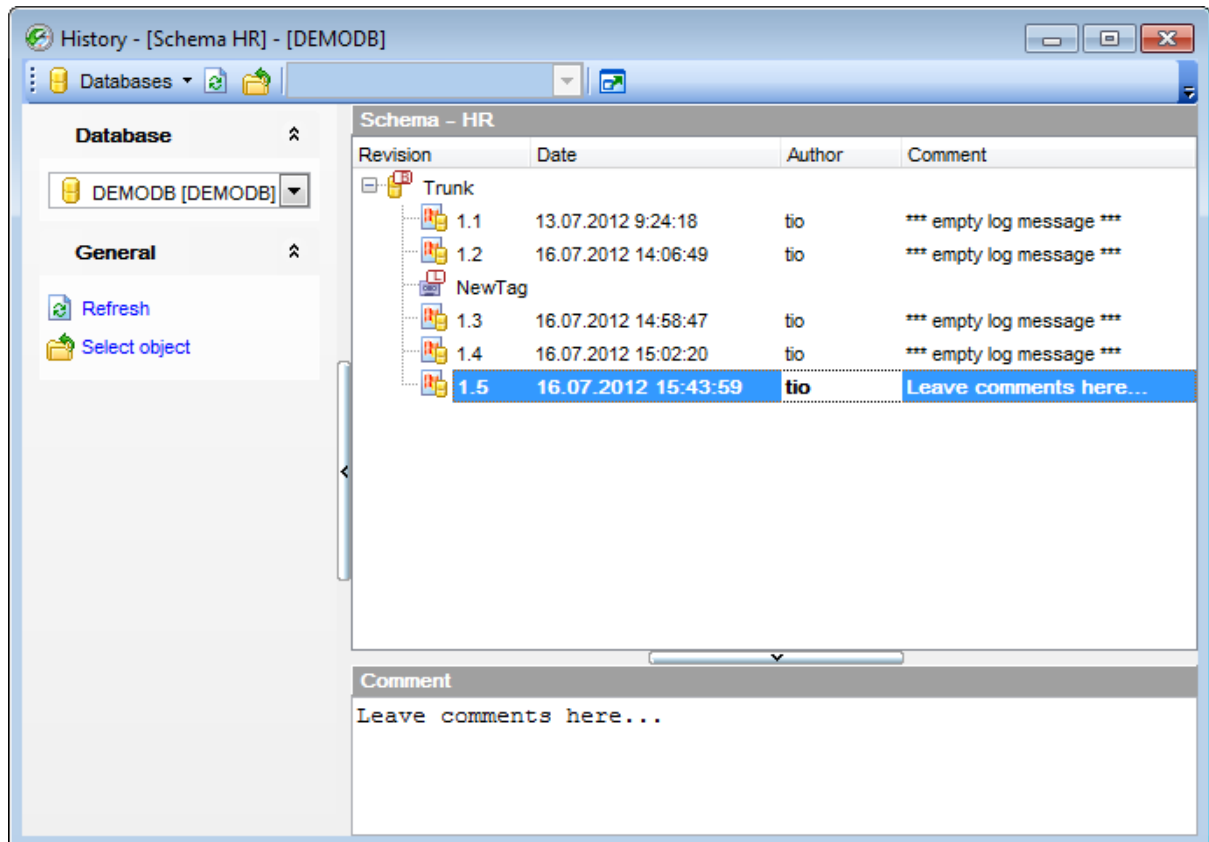 History - [Schema HR] - [DEMODB]
Databases
Database
DEMODB [DEMODB]
General
Refresh
Select object
Schema - HR
Revision Date Author Comment
Trunk
1.1 13.07.2012 9:24:18 tio *** empty log message ***
1.2 16.07.2012 14:06:49 tio *** empty log message ***
NewTag
1.3 16.07.2012 14:58:47 tio *** empty log message ***
1.4 16.07.2012 15:02:20 tio *** empty log message ***
1.5 16.07.2012 15:43:59 tio Leave comments here...
Comment
Leave comments here...